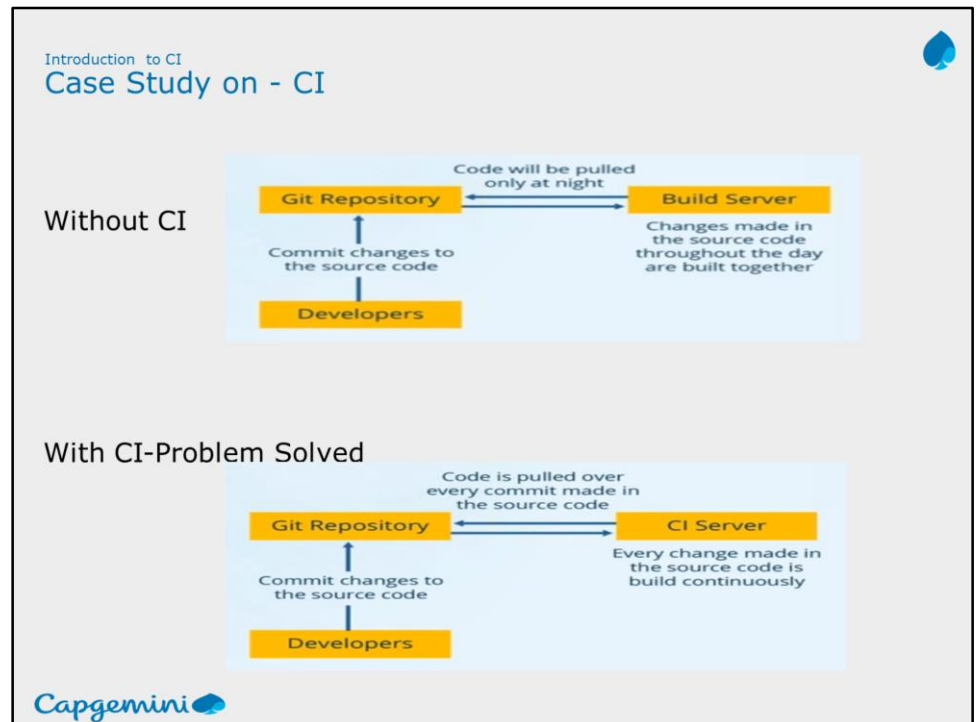 Introduction to CI
Case Study on - CI
Without CI
Code will be pulled
only at night
Git Repository
Build Server
Commit changes to
the source code
Changes made in
the source code
throughout the day
are built together
Developers
With CI-Problem Solved
Code is pulled over
every commit made in
the source code
Git Repository
CI Server
Commit changes to
the source code
Every change made in
the source code is
build continuously
Developers
Capgemini